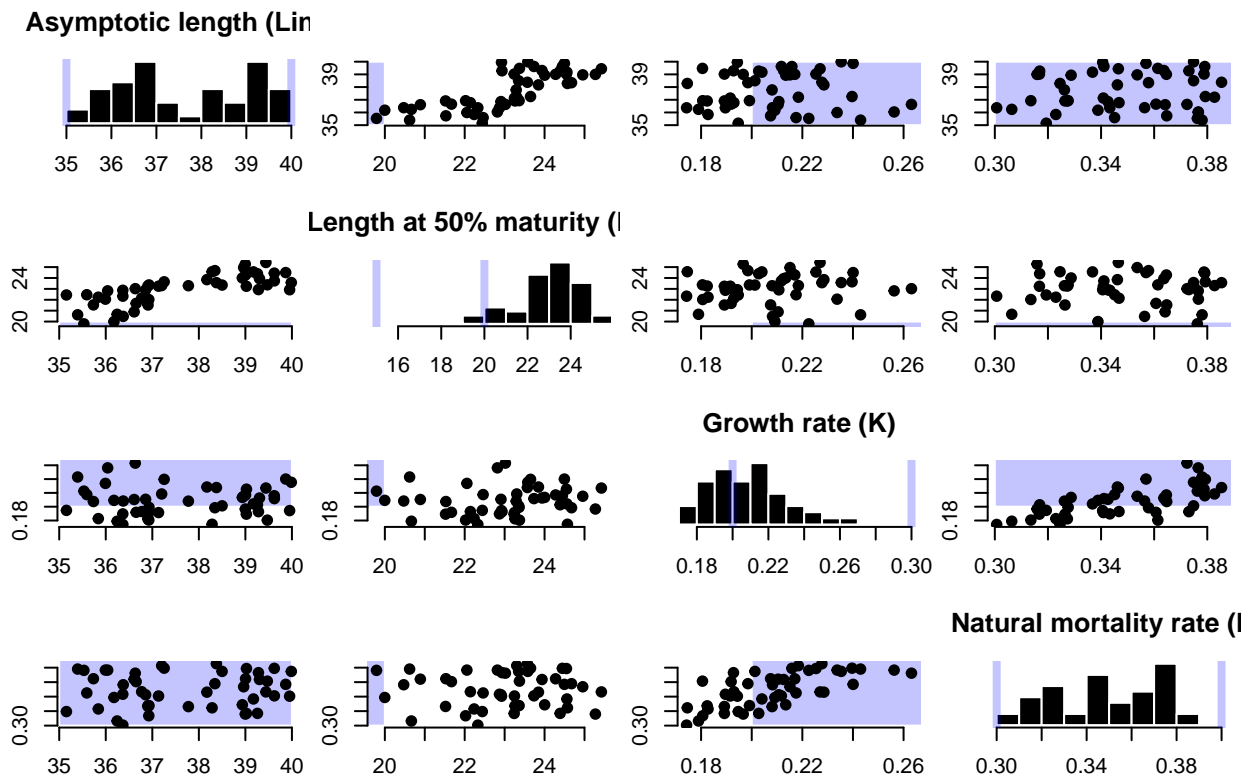 Asymptotic length (Lin
35 39
35 39
35 39
35 36 37 38 39 40
20 22 24
0.18 0.22 0.26
0.30 0.34 0.38
Length at 50% maturity (
20 24
20 24
20 24
35 36 37 38 39 40
16 20 24
0.18 0.22 0.26
0.30 0.34 0.38
Growth rate (K)
0.18
0.18
0.18
35 36 37 38 39 40
20 22 24
0.18 0.22 0.26 0.30
0.30 0.34 0.38
Natural mortality rate (
0.30
0.30
0.30
35 36 37 38 39 40
20 22 24
0.18 0.22 0.26
0.30 0.34 0.38